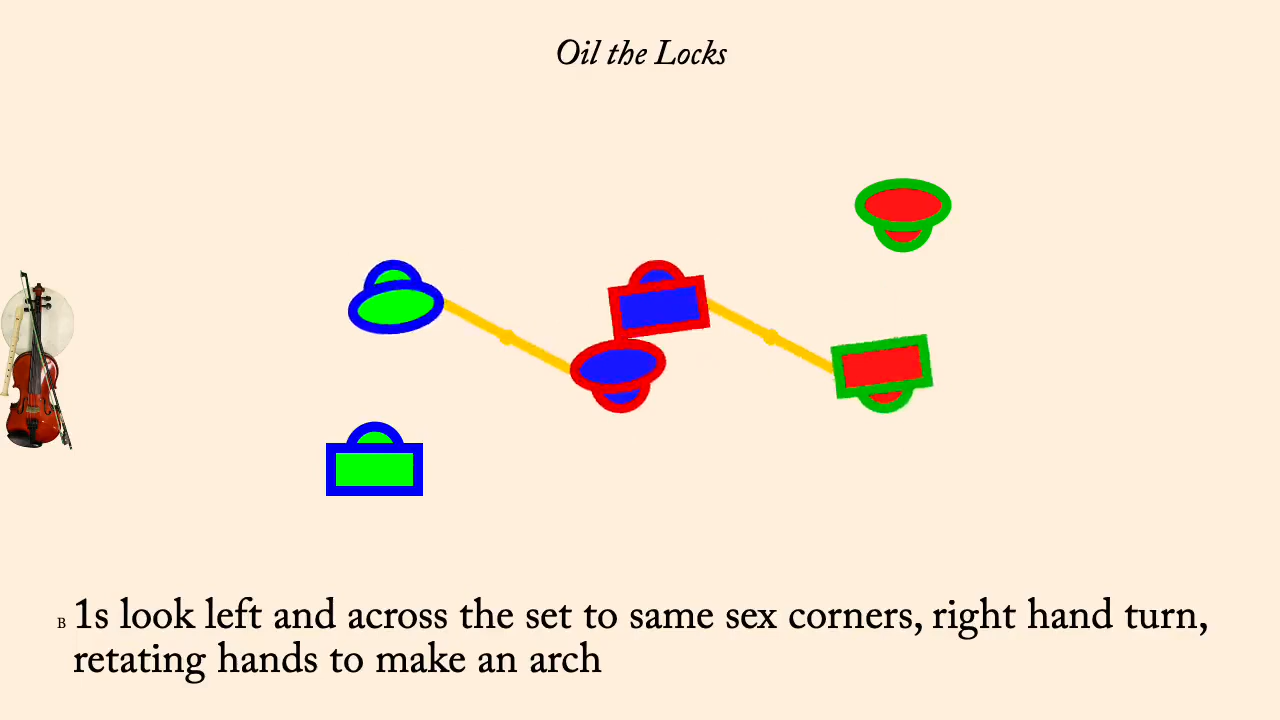 Oil the Locks
B 1s look left and across the set to same sex corners, right hand turn,
retating hands to make an arch